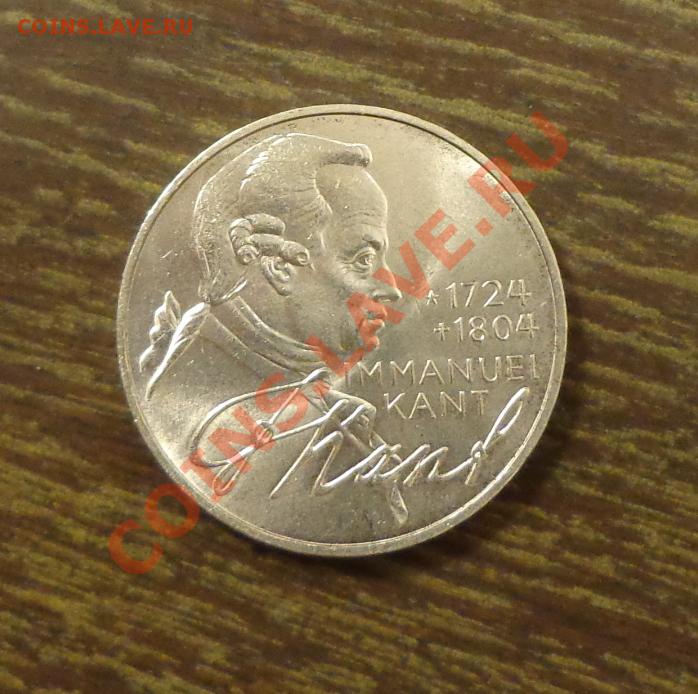 COINS.LAVE.RU
COINS.LAVE.RU
*1724
+1804
IMMANUEL
KANT
J Kant